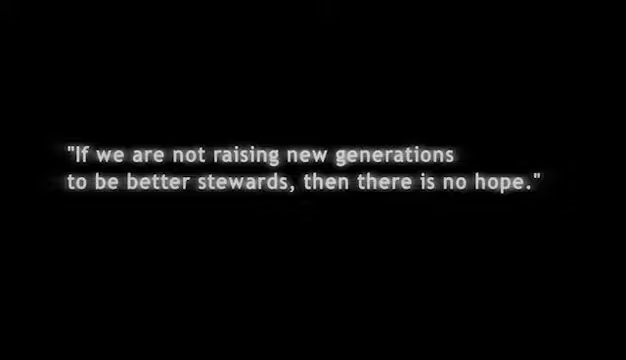 "If we are not raising new generations
to be better stewards, then there is no hope."